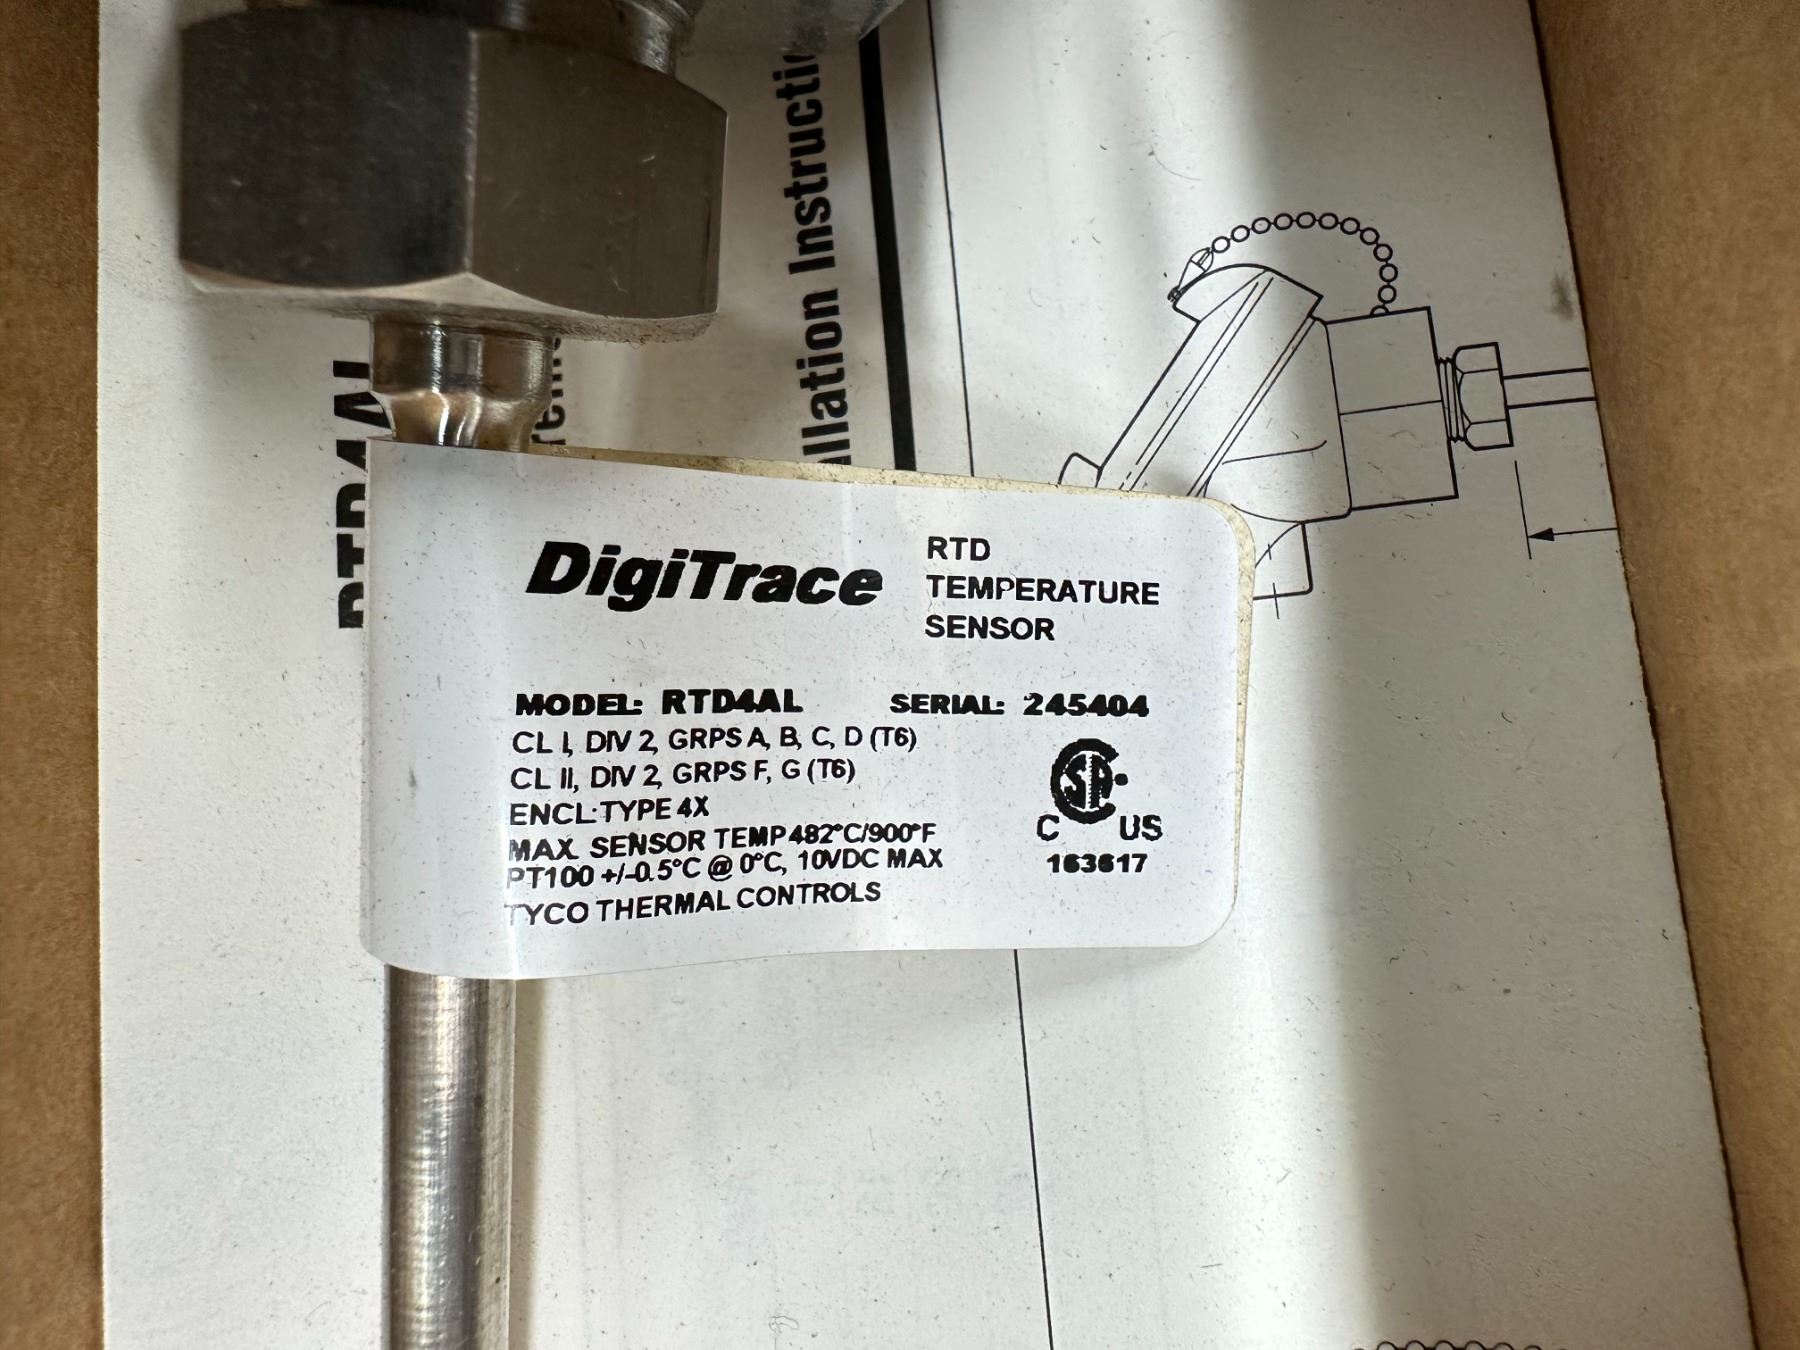 DigiTrace
RTD
TEMPERATURE
SENSOR
MODEL: RTD4AL SERIAL: 245404
CL I, DIV 2, GRPS A, B, C, D (T6)
CL II, DIV 2, GRPS F, G (T6)
ENCL: TYPE 4X
MAX. SENSOR TEMP 482°C/900°F
PT100 +/-0.5°C @ 0°C, 10VDC MAX
TYCO THERMAL CONTROLS
CSA
C US
163617
RTD4AL